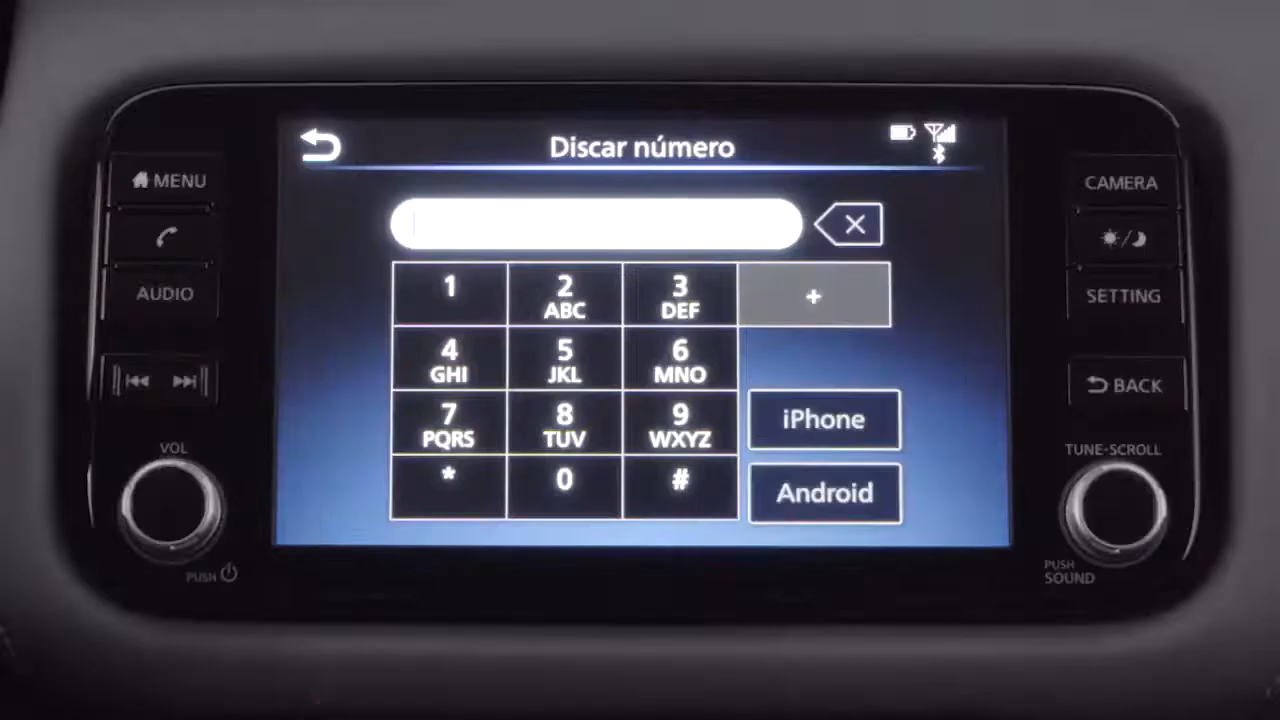 Discar número
MENU
AUDIO
VOL
PUSH
1
2
ABC
3
DEF
+
4
GHI
5
JKL
6
MNO
7
PQRS
8
TUV
9
WXYZ
*
0
#
iPhone
Android
CAMERA
SETTING
BACK
TUNE·SCROLL
PUSH
SOUND